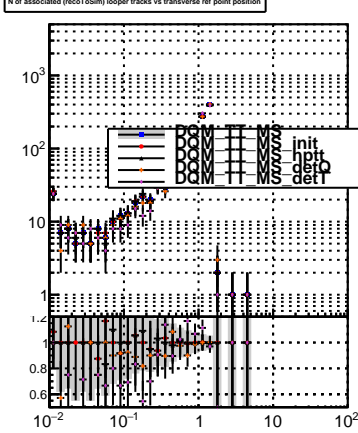 N of associated (recoToSim) looper tracks vs transverse ref point position
10³
10²
10
1
DQM_TT_MS
DQM_TT_MS_init
DQM_TT_MS_hptt
DQM_TT_MS_detQ
DQM_TT_MS_detT
1.2
1
0.8
0.6
10⁻² 10⁻¹ 1 10 10²